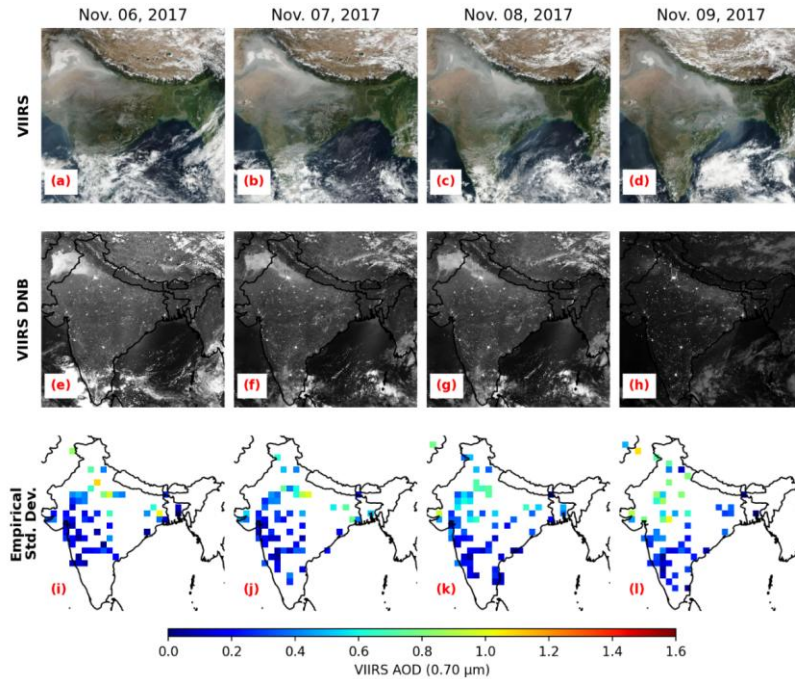 Nov. 06, 2017 Nov. 07, 2017 Nov. 08, 2017 Nov. 09, 2017
VIIRS
(a) (b) (c) (d)
VIIRS DNB
(e) (f) (g) (h)
Empirical
Std. Dev.
(i) (j) (k) (l)
0.0 0.2 0.4 0.6 0.8 1.0 1.2 1.4 1.6
VIIRS AOD (0.70 μm)